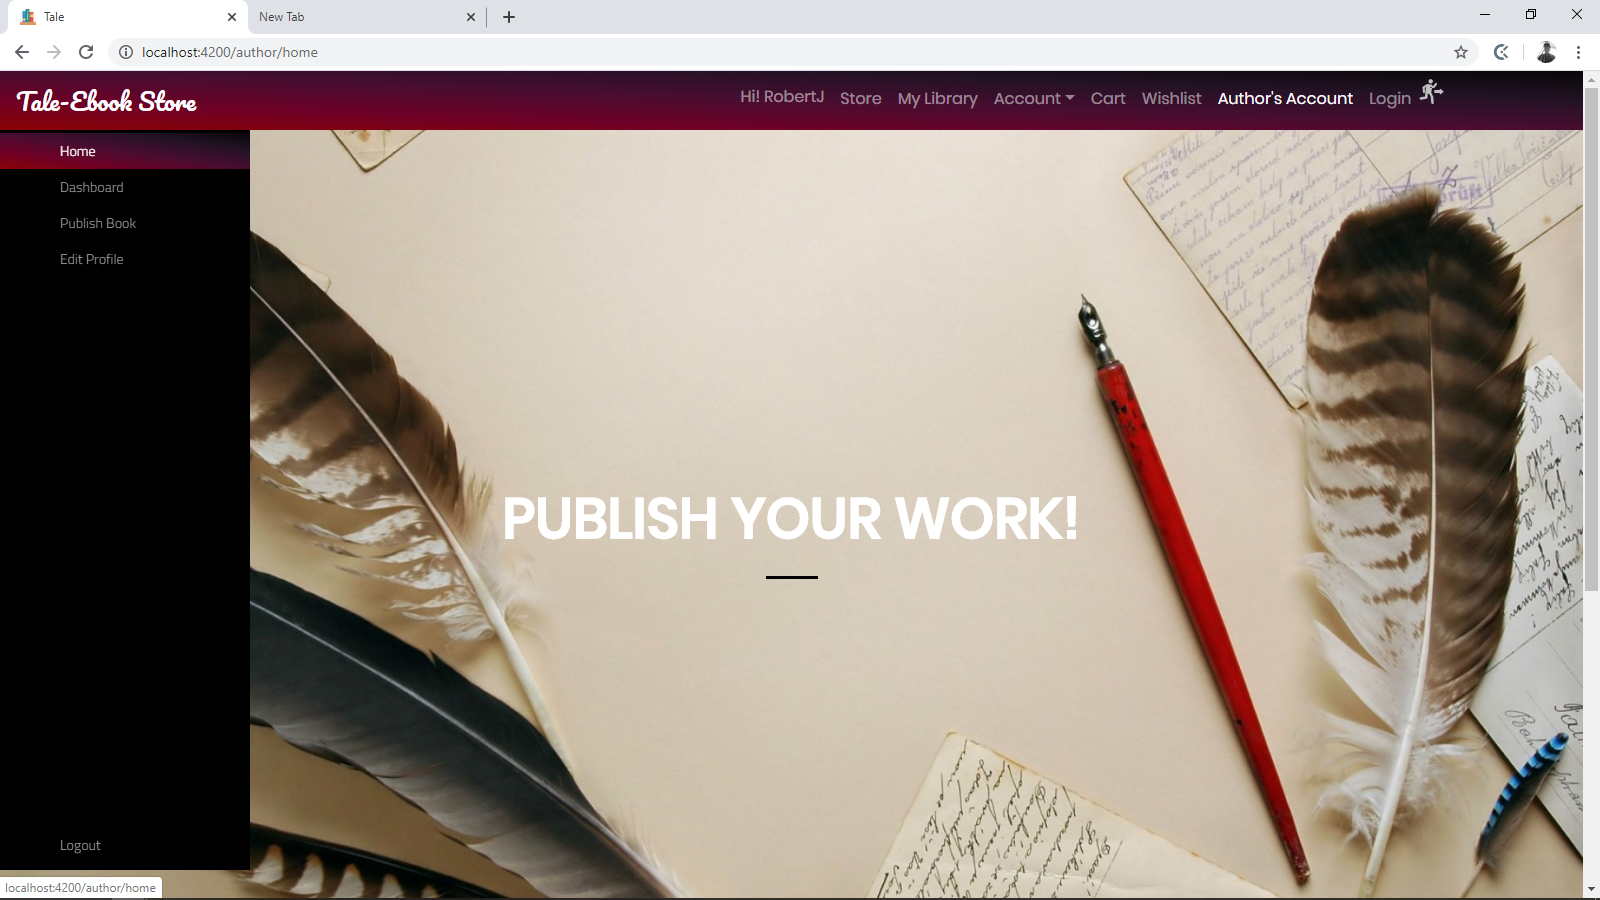 Tale
New Tab
localhost:4200/author/home
Tale-Ebook Store
Hi! RobertJ
Store
My Library
Account
Cart
Wishlist
Author's Account
Login
Home
Dashboard
Publish Book
Edit Profile
PUBLISH YOUR WORK!
Logout
localhost:4200/author/home